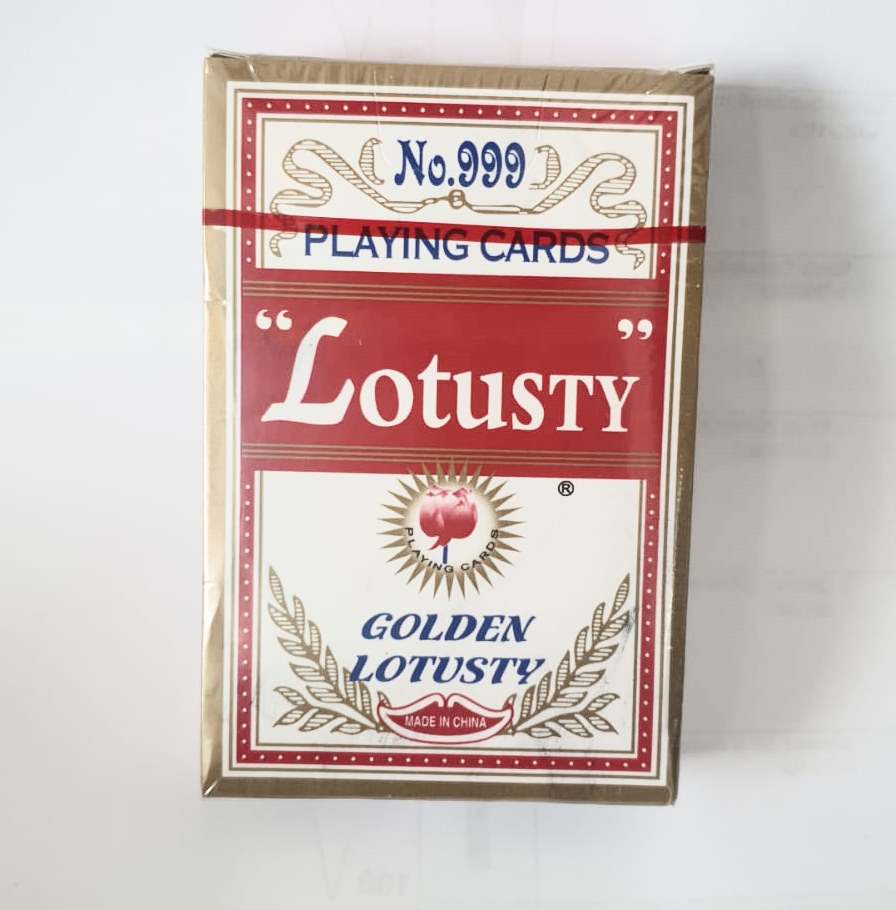 No.999
PLAYING CARDS
“LOTUSTY”
®
PLAYING CARDS
GOLDEN
LOTUSTY
MADE IN CHINA